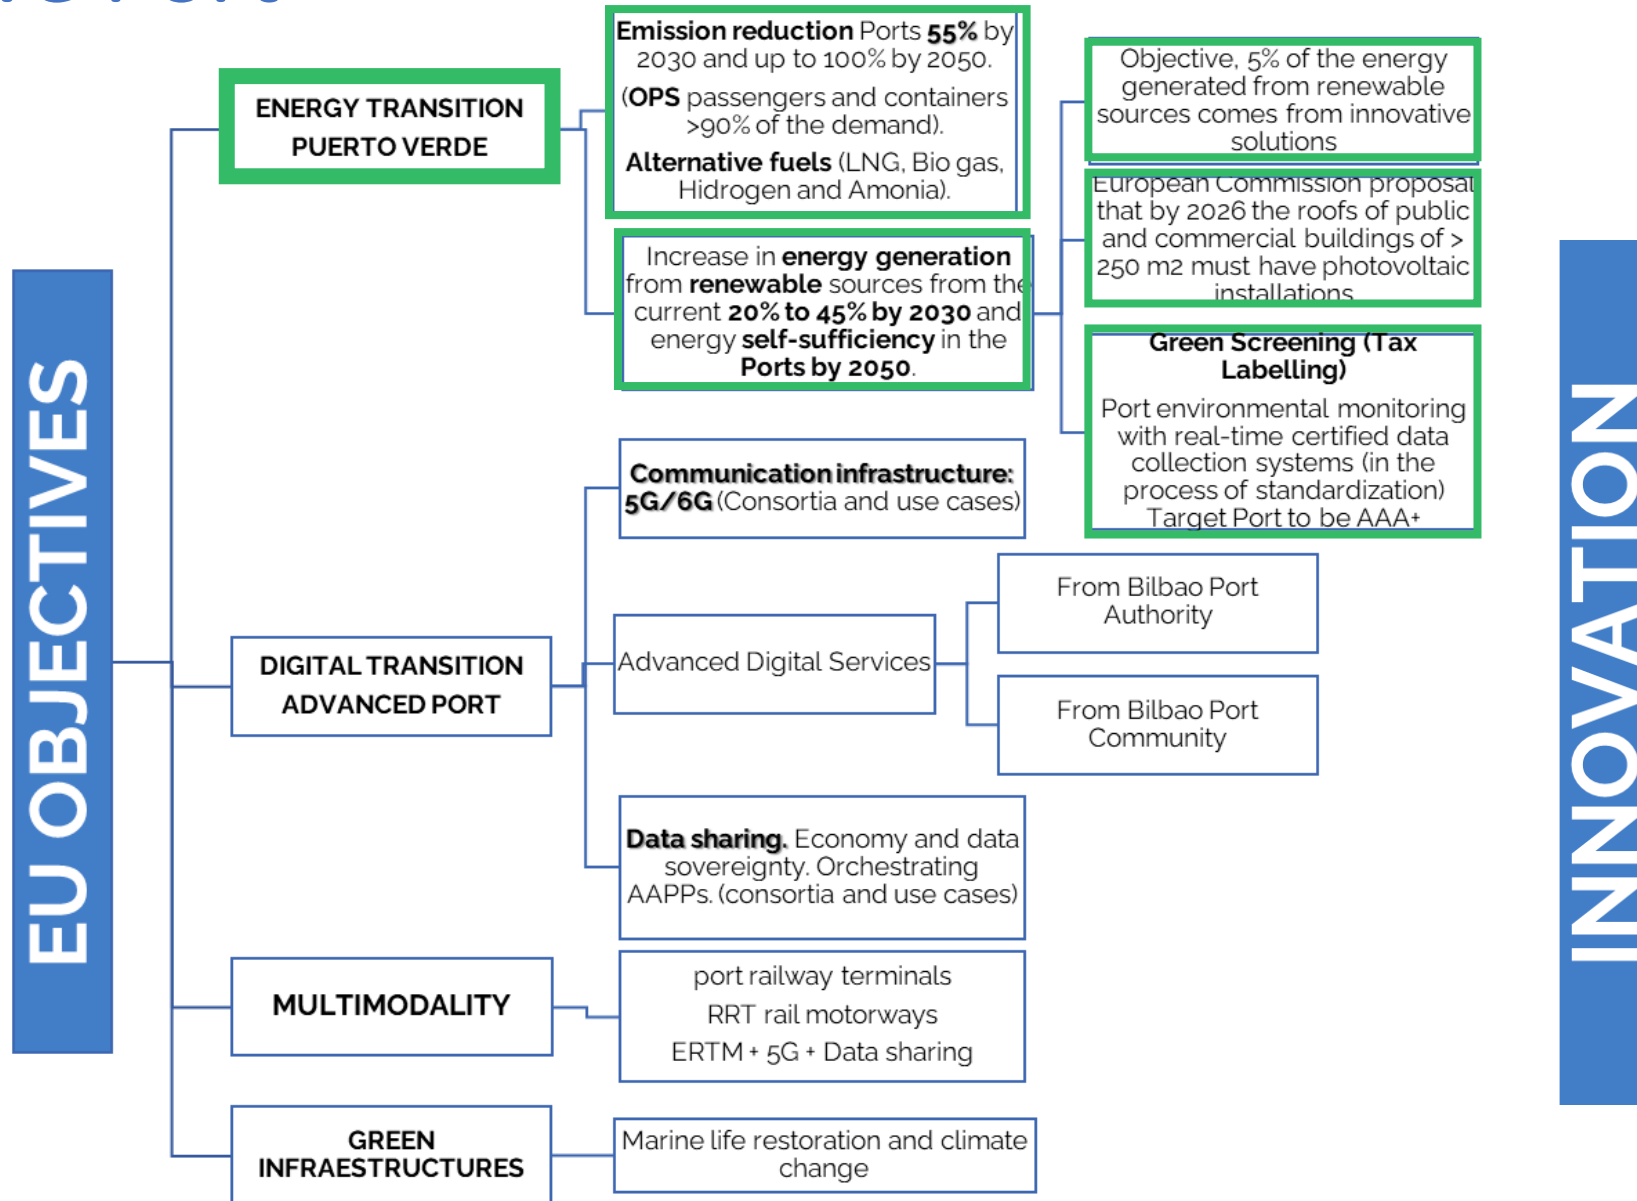 EU OBJECTIVES
ENERGY TRANSITION
PUERTO VERDE
Emission reduction Ports 55% by
2030 and up to 100% by 2050.
(OPS passengers and containers
>90% of the demand).
Alternative fuels (LNG, Bio gas,
Hidrogen and Amonia).
Increase in energy generation
from renewable sources from the
current 20% to 45% by 2030 and
energy self-sufficiency in the
Ports by 2050.
Objective, 5% of the energy
generated from renewable
sources comes from innovative
solutions
European Commission proposal
that by 2026 the roofs of public
and commercial buildings of >
250 m2 must have photovoltaic
installations
Green Screening (Tax
Labelling)
Port environmental monitoring
with real-time certified data
collection systems (in the
process of standardization)
Target Port to be AAA+
DIGITAL TRANSITION
ADVANCED PORT
Communication infrastructure:
5G/6G (Consortia and use cases)
Advanced Digital Services
From Bilbao Port
Authority
From Bilbao Port
Community
Data sharing. Economy and data
sovereignty. Orchestrating
AAPPs. (consortia and use cases)
MULTIMODALITY
port railway terminals
RRT rail motorways
ERTM + 5G + Data sharing
GREEN
INFRAESTRUCTURES
Marine life restoration and climate
change
INNOVATION